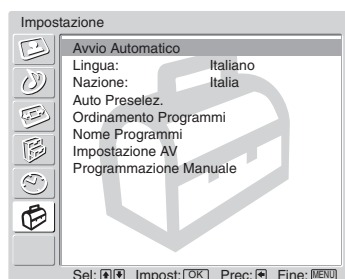 Impostazione
Avvio Automatico
Lingua: Italiano
Nazione: Italia
Auto Preselez.
Ordinamento Programmi
Nome Programmi
Impostazione AV
Programmazione Manuale
Sel: Impost: OK Prec: Fine: MENU